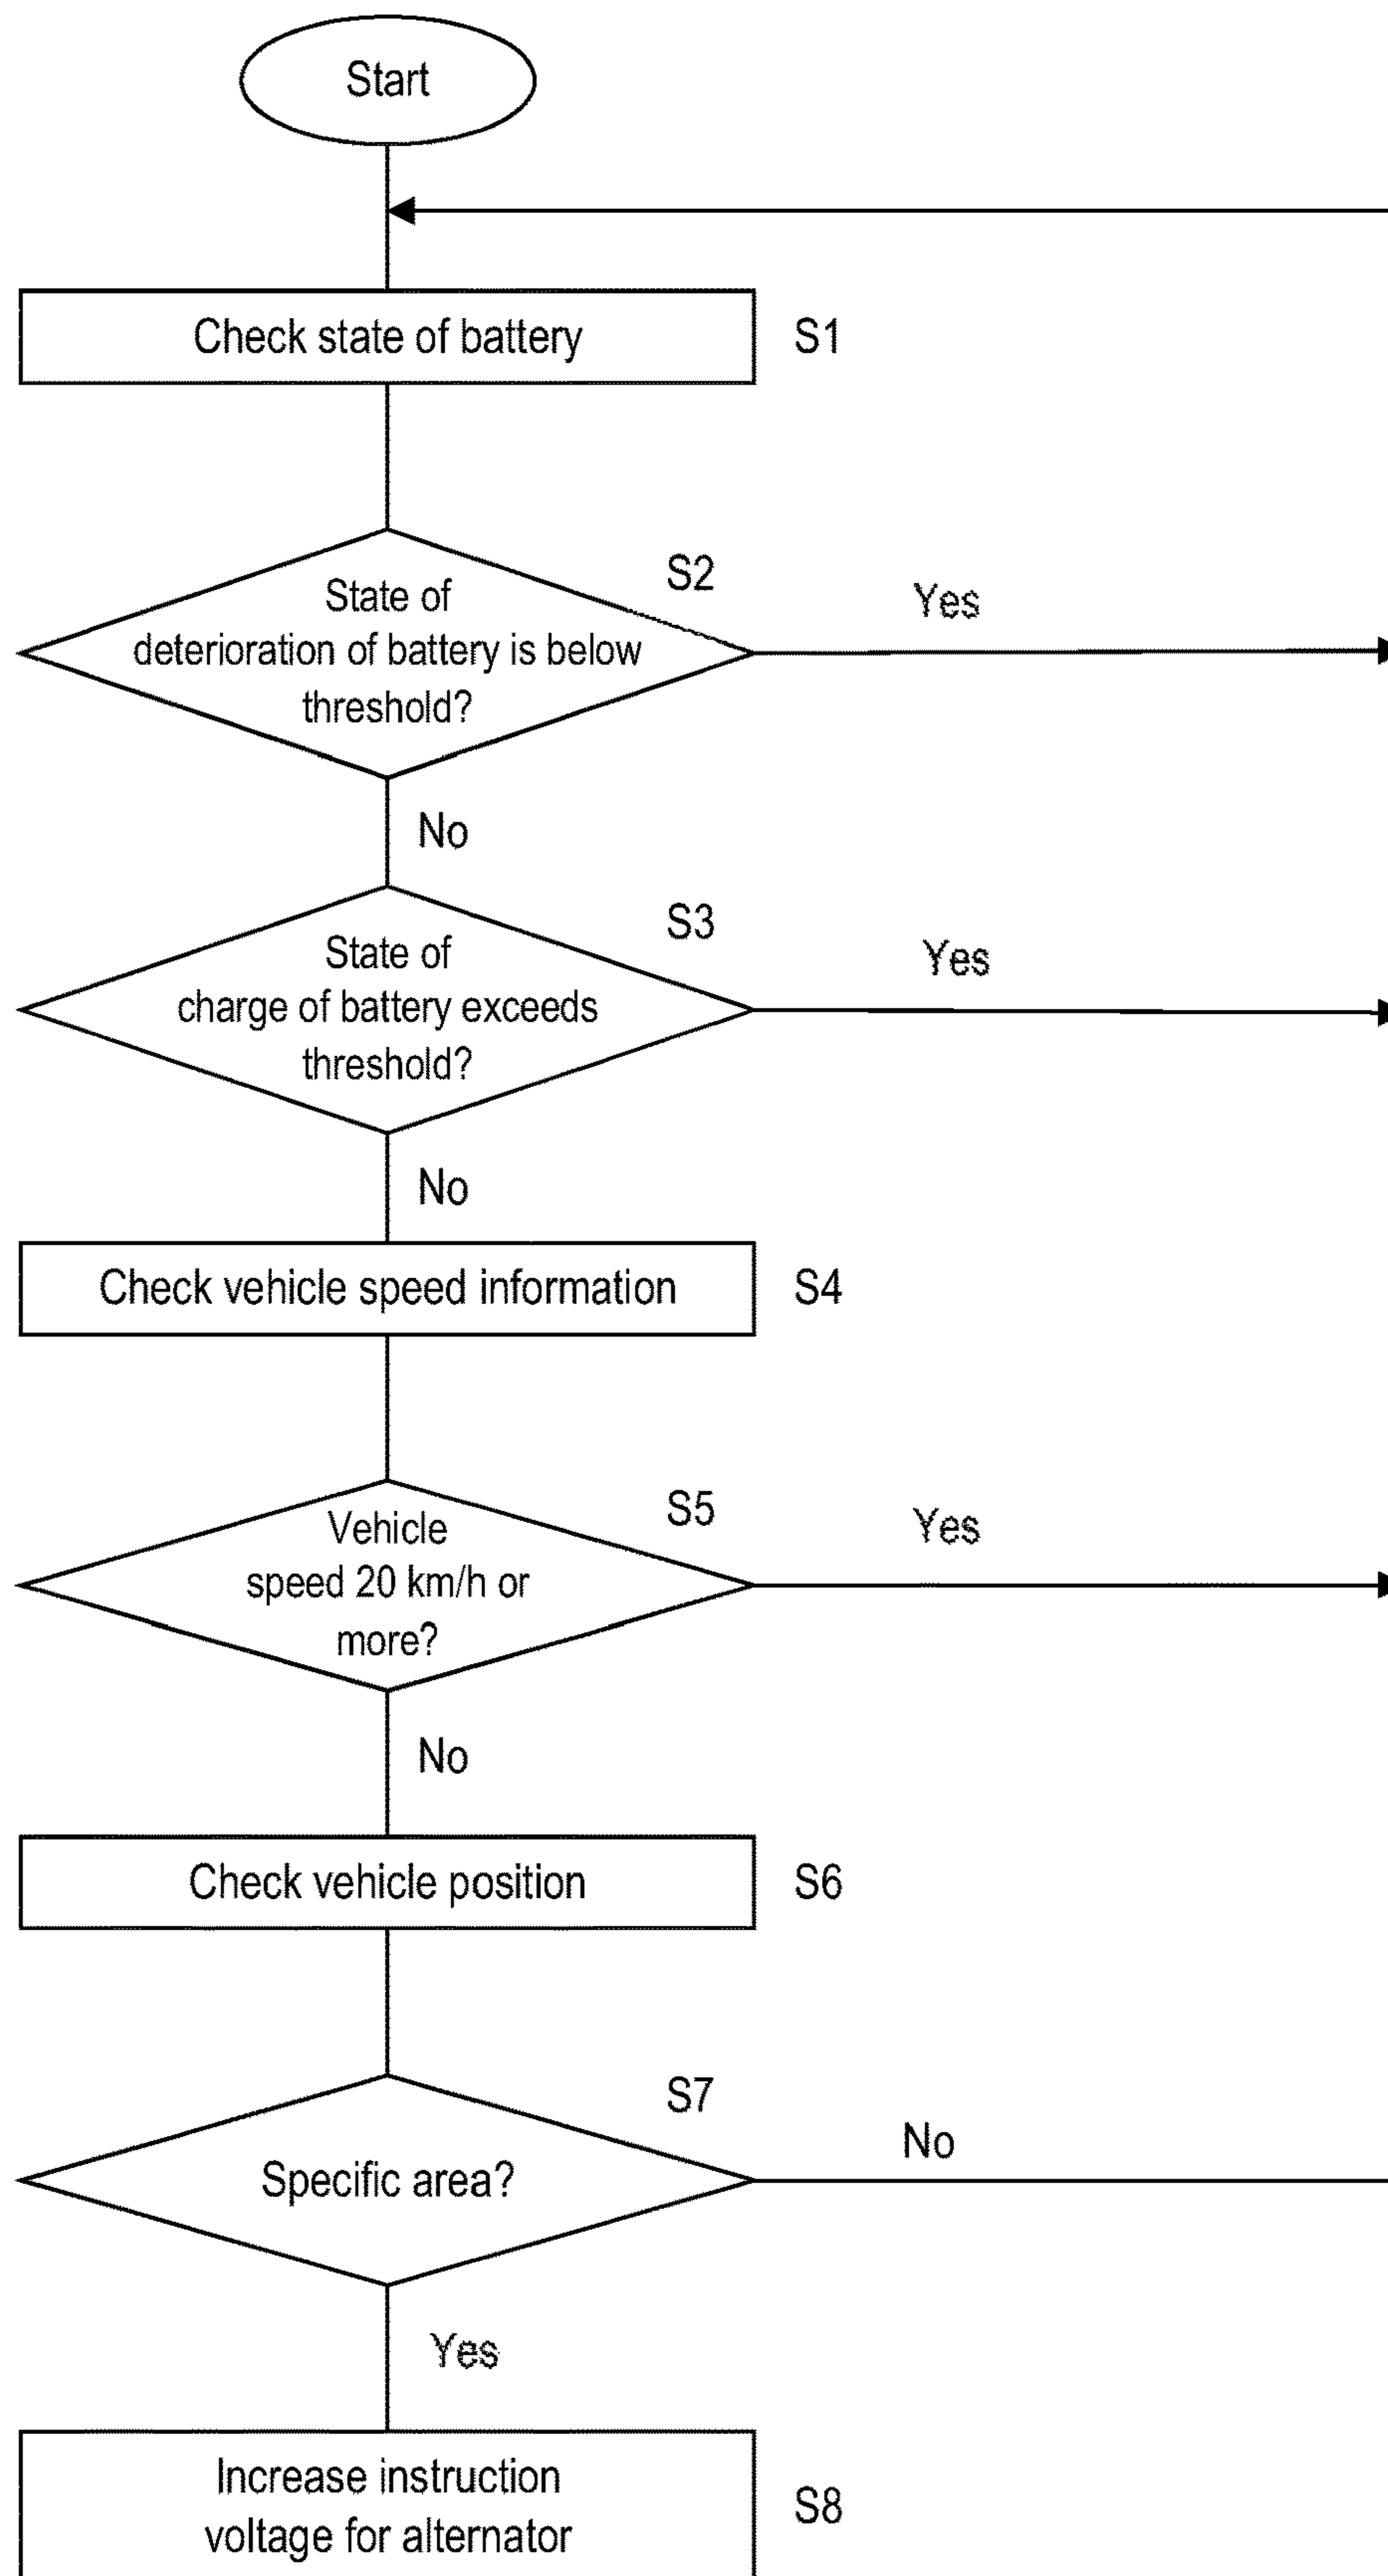 Start
Check state of battery
S1
State of
deterioration of battery is below
threshold?
S2
Yes
No
State of
charge of battery exceeds
threshold?
S3
Yes
No
Check vehicle speed information
S4
Vehicle
speed 20 km/h or
more?
S5
Yes
No
Check vehicle position
S6
Specific area?
S7
No
Yes
Increase instruction
voltage for alternator
S8